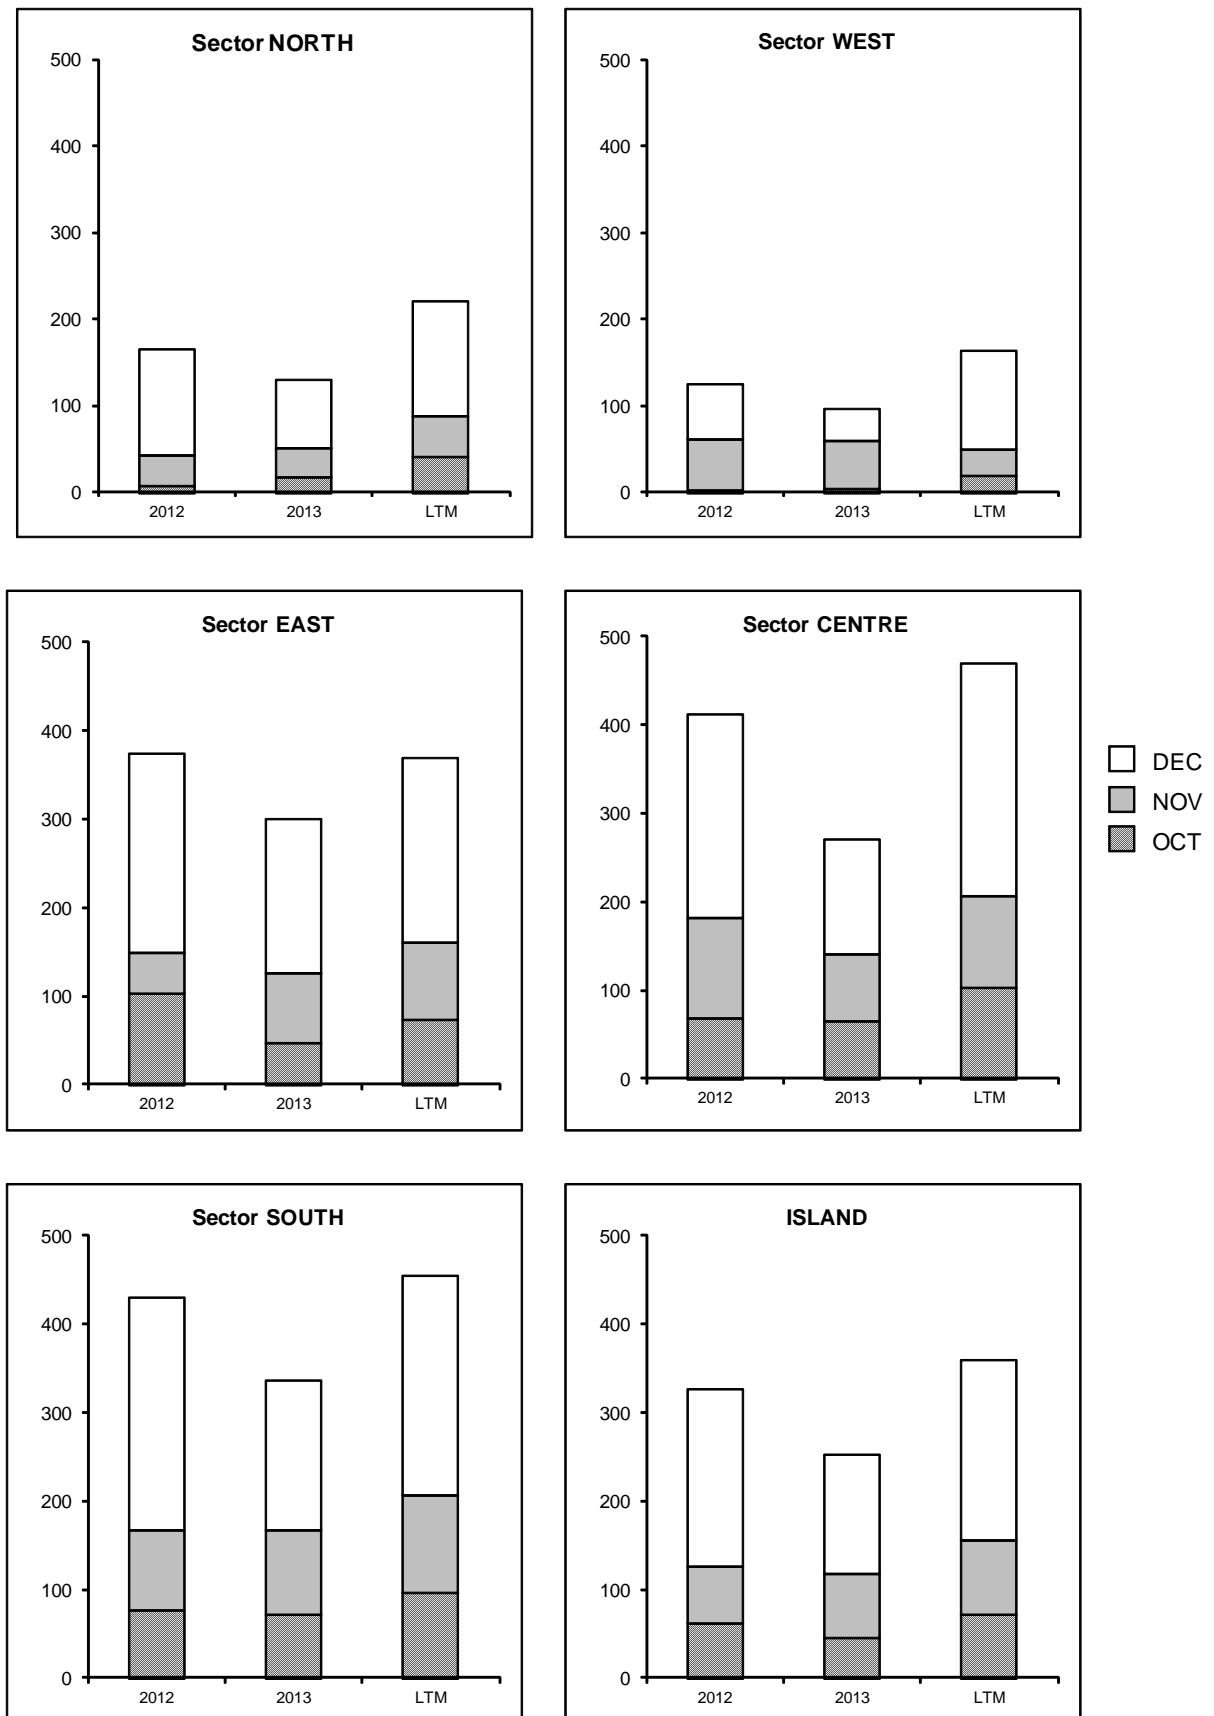 Sector NORTH
500
400
300
200
100
0
2012 2013 LTM
Sector WEST
500
400
300
200
100
0
2012 2013 LTM
Sector EAST
500
400
300
200
100
0
2012 2013 LTM
Sector CENTRE
500
400
300
200
100
0
2012 2013 LTM
DEC
NOV
OCT
Sector SOUTH
500
400
300
200
100
0
2012 2013 LTM
ISLAND
500
400
300
200
100
0
2012 2013 LTM